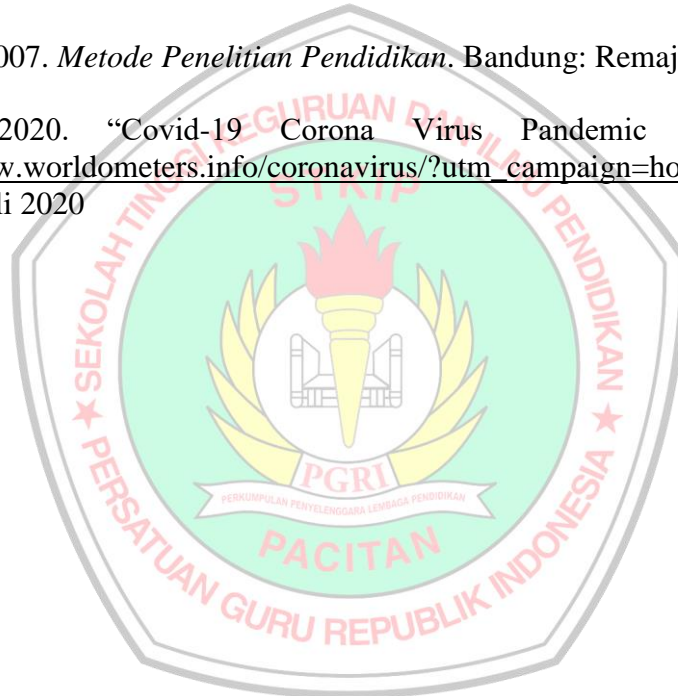 007. Metode Penelitian Pendidikan. Bandung: Remaj
2020. “Covid-19 Corona Virus Pandemic
w.worldometers.info/coronavirus/?utm_campaign=ho
li 2020
SEKOLAH TINGGI KEGURUAN DAN ILMU PENDIDIKAN
STKIP
PGRI
PERKUMPULAN PENYELENGGARA LEMBAGA PENDIDIKAN
PACITAN
★ PERSATUAN GURU REPUBLIK INDONESIA ★